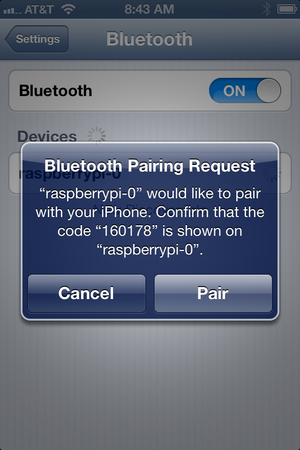 AT&T 8:43 AM
Settings Bluetooth
Bluetooth ON
Devices
raspberrypi-0
Bluetooth Pairing Request
“raspberrypi-0” would like to pair
with your iPhone. Confirm that the
code “160178” is shown on
“raspberrypi-0”.
Cancel Pair